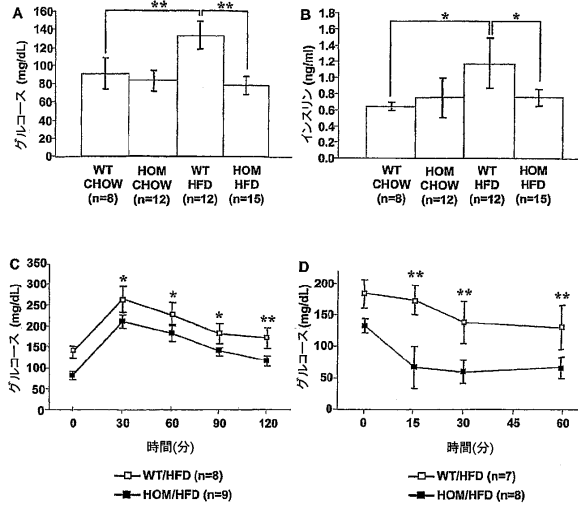 A
**
**
グルコース (mg/dL)
160
140
120
100
80
60
40
20
0
WT CHOW (n=8)
HOM CHOW (n=12)
WT HFD (n=12)
HOM HFD (n=15)
B
*
*
インスリン (ng/ml)
1.8
1.6
1.4
1.2
1.0
0.8
0.6
0.4
0.2
0.0
WT CHOW (n=8)
HOM CHOW (n=12)
WT HFD (n=12)
HOM HFD (n=15)
C
グルコース (mg/dL)
350
300
250
200
150
100
50
0
*
*
*
**
0 30 60 90 120
時間(分)
WT/HFD (n=8)
HOM/HFD (n=9)
D
グルコース (mg/dL)
200
150
100
50
0
**
**
**
0 15 30 45 60
時間(分)
WT/HFD (n=7)
HOM/HFD (n=8)